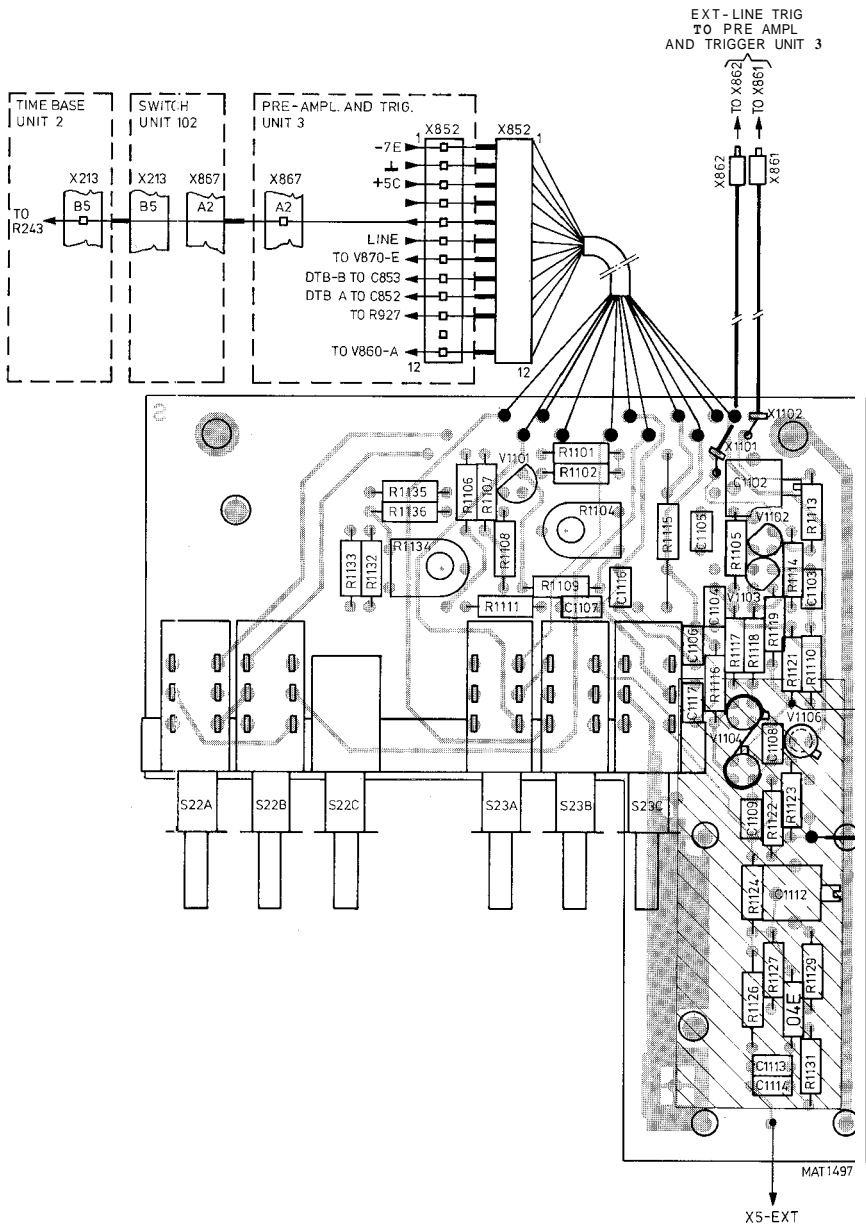 EXT-LINE TRIG
TO PRE AMPL
AND TRIGGER UNIT 3
TO X862
TO X861
TIME BASE
UNIT 2
SWITCH
UNIT 102
PRE-AMPL. AND TRIG.
UNIT 3
X852
X852
1
1
X862
X861
-7E
⊥
+5C
X213
X213
X867
X867
B5
B5
A2
A2
TO
R243
LINE
TO V870-E
DTB-B TO C853
DTB A TO C852
TO R927
TO V860-A
12
12
S
X1102
X1101
R1101
R1102
V1101
C1102
R1106
R1107
R1113
R1135
R1136
R1104
R1115
C1105
V1102
R1105
R1108
R1134
R1133
R1132
R1114
C1103
R1109
C1116
V1103
C1104
R1111
C1107
R1119
C1106
R1117
R1118
R1116
R1121
R1110
C1117
V1104
C1108
V1106
S22A
S22B
S22C
S23A
S23B
S23C
C1109
R1122
R1123
R1124
C1112
R1127
R1129
R1126
04E
C1113
C1114
R1131
MAT1497
X5-EXT